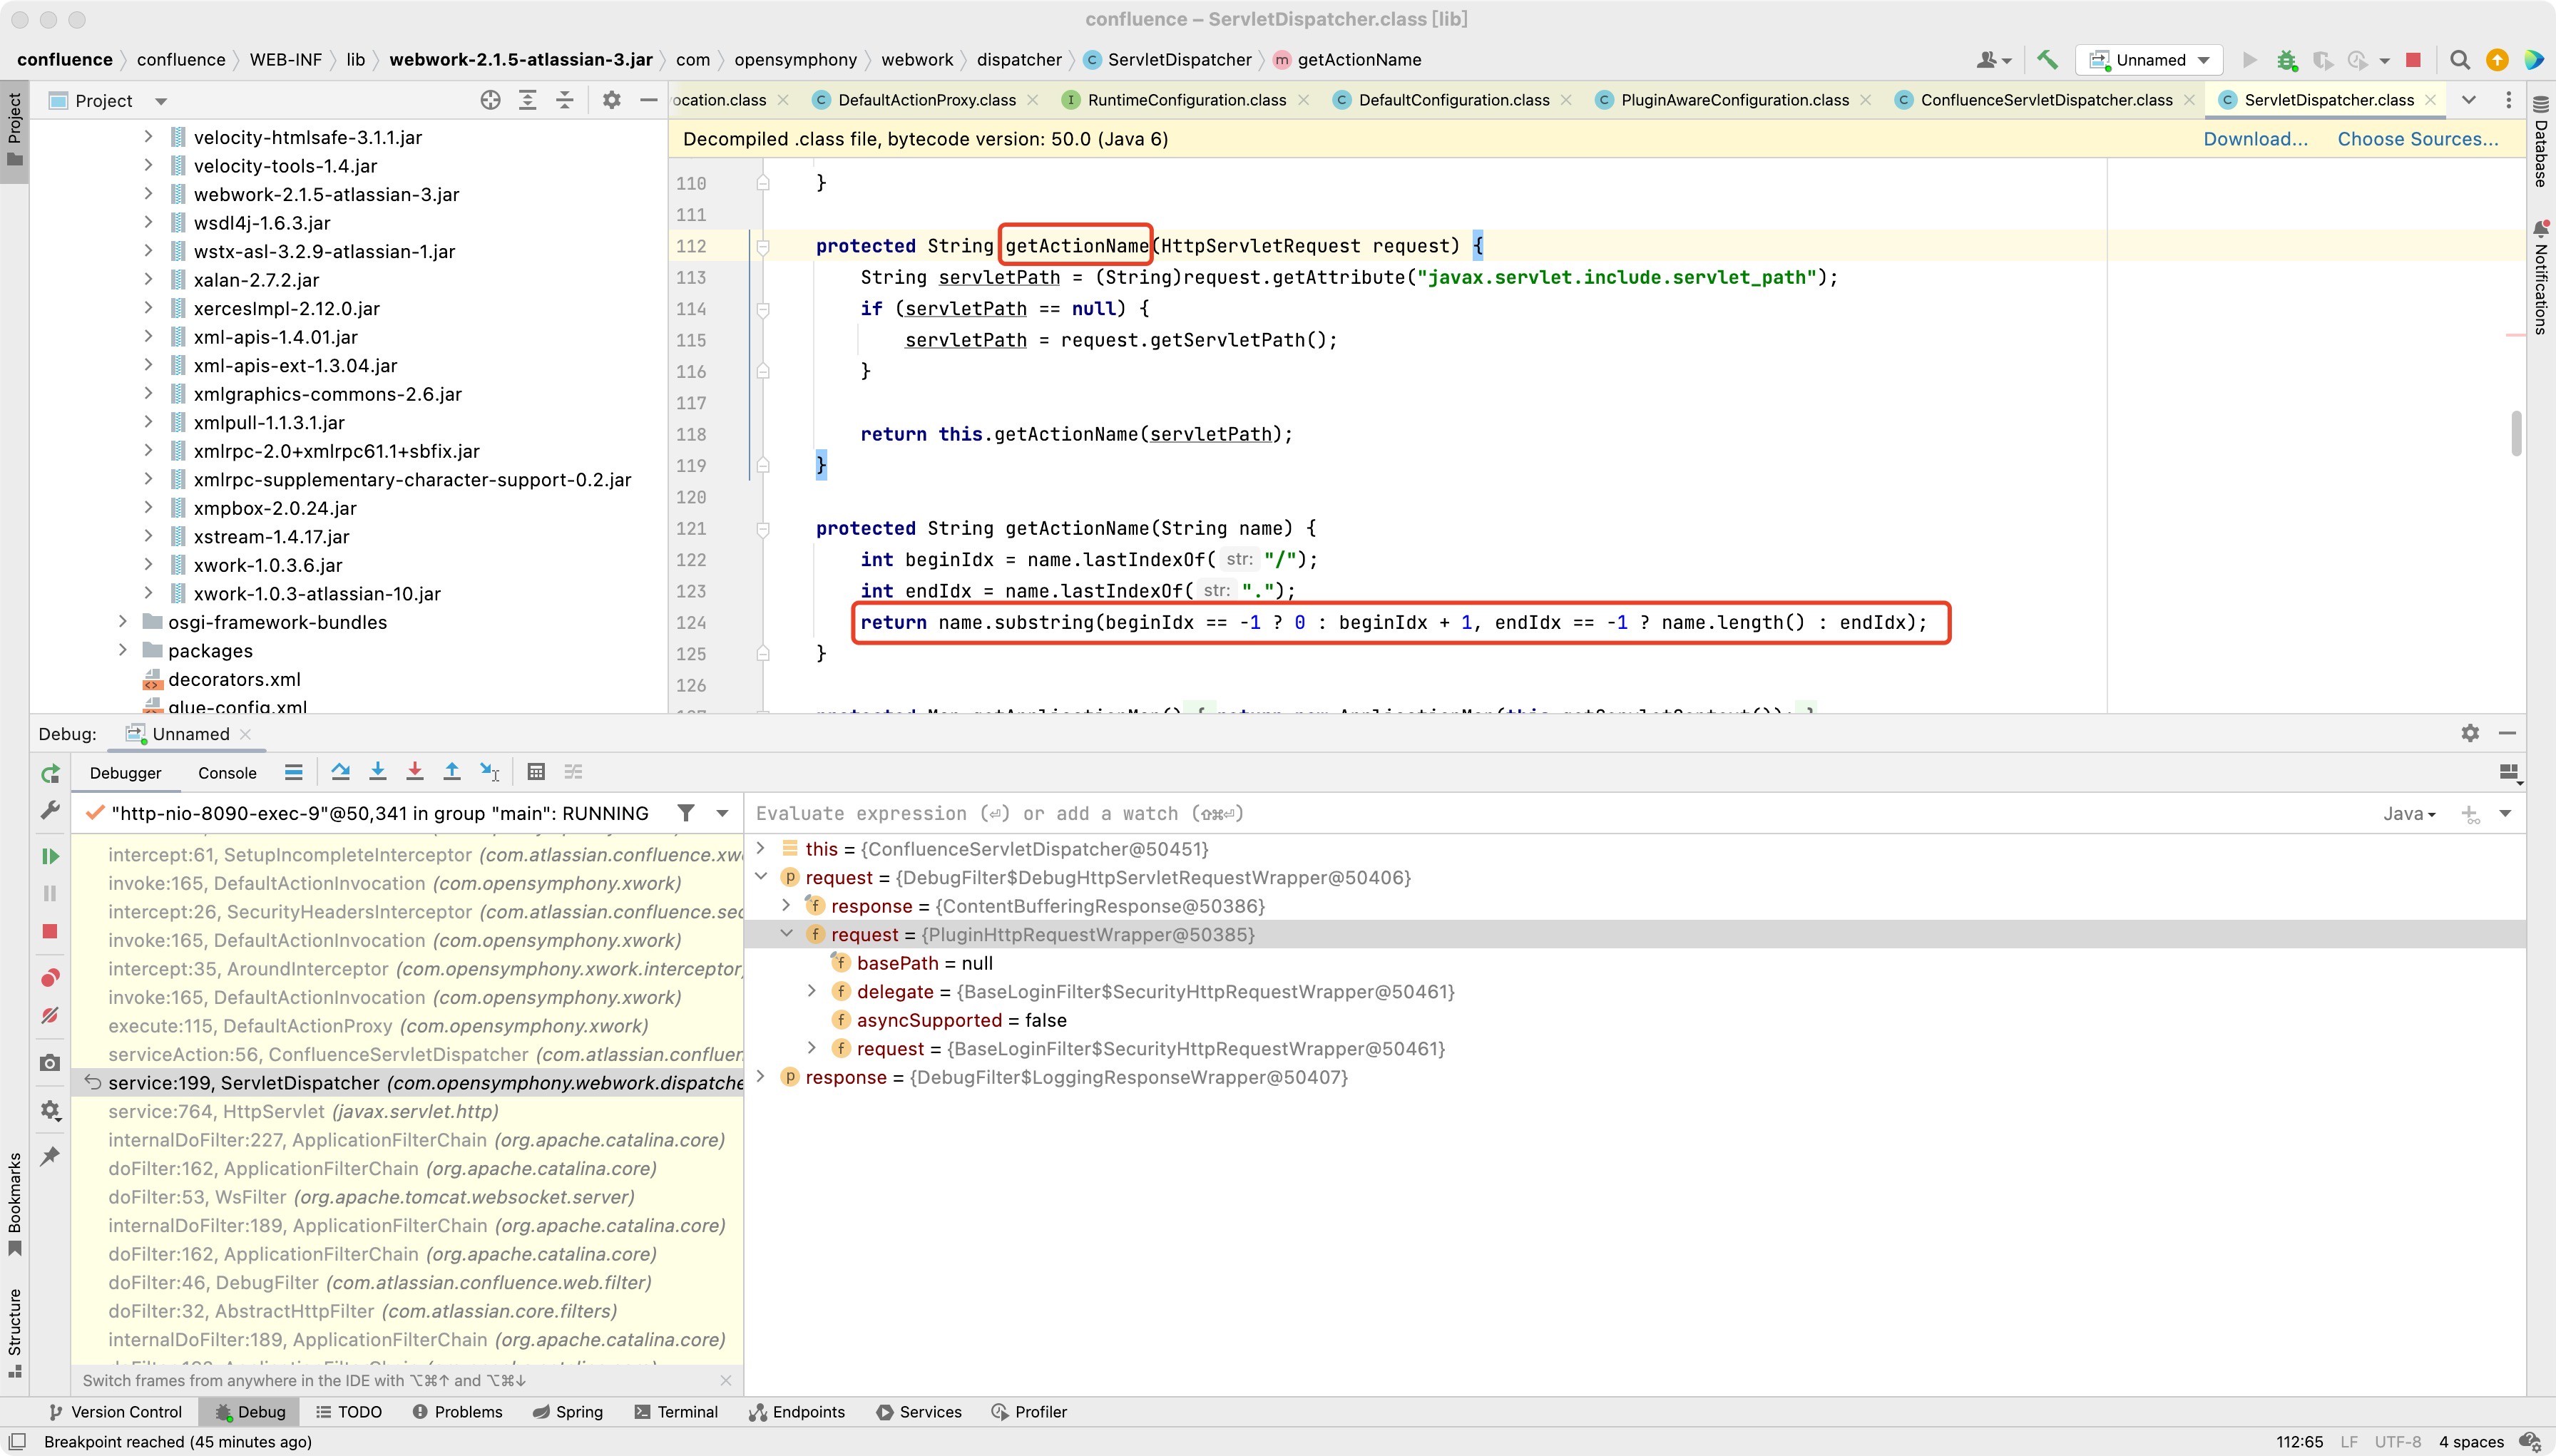 confluence – ServletDispatcher.class [lib]
confluence confluence WEB-INF lib webwork-2.1.5-atlassian-3.jar com opensymphony webwork dispatcher ServletDispatcher getActionName Unnamed
Project
Project
ocation.class DefaultActionProxy.class RuntimeConfiguration.class DefaultConfiguration.class PluginAwareConfiguration.class ConfluenceServletDispatcher.class ServletDispatcher.class
Decompiled .class file, bytecode version: 50.0 (Java 6) Download... Choose Sources...
Database
Notifications
velocity-htmlsafe-3.1.1.jar
velocity-tools-1.4.jar
webwork-2.1.5-atlassian-3.jar
wsdl4j-1.6.3.jar
wstx-asl-3.2.9-atlassian-1.jar
xalan-2.7.2.jar
xercesImpl-2.12.0.jar
xml-apis-1.4.01.jar
xml-apis-ext-1.3.04.jar
xmlgraphics-commons-2.6.jar
xmlpull-1.1.3.1.jar
xmlrpc-2.0+xmlrpc61.1+sbfix.jar
xmlrpc-supplementary-character-support-0.2.jar
xmpbox-2.0.24.jar
xstream-1.4.17.jar
xwork-1.0.3.6.jar
xwork-1.0.3-atlassian-10.jar
osgi-framework-bundles
packages
decorators.xml
glue-config.xml
110 }
111
112 protected String getActionName(HttpServletRequest request) {
113 String servletPath = (String)request.getAttribute("javax.servlet.include.servlet_path");
114 if (servletPath == null) {
115 servletPath = request.getServletPath();
116 }
117
118 return this.getActionName(servletPath);
119 }
120
121 protected String getActionName(String name) {
122 int beginIdx = name.lastIndexOf( str: "/");
123 int endIdx = name.lastIndexOf( str: ".");
124 return name.substring(beginIdx == -1 ? 0 : beginIdx + 1, endIdx == -1 ? name.length() : endIdx);
125 }
126
127 protected Map getApplicationMap() { return new ApplicationMap(this.getServletContext()); }
Debug: Unnamed
Debugger Console
"http-nio-8090-exec-9"@50,341 in group "main": RUNNING
intercept:61, SetupIncompleteInterceptor (com.atlassian.confluence.xw
invoke:165, DefaultActionInvocation (com.opensymphony.xwork)
intercept:26, SecurityHeadersInterceptor (com.atlassian.confluence.sec
invoke:165, DefaultActionInvocation (com.opensymphony.xwork)
intercept:35, AroundInterceptor (com.opensymphony.xwork.interceptor)
invoke:165, DefaultActionInvocation (com.opensymphony.xwork)
execute:115, DefaultActionProxy (com.opensymphony.xwork)
serviceAction:56, ConfluenceServletDispatcher (com.atlassian.confluen
service:199, ServletDispatcher (com.opensymphony.webwork.dispatche
service:764, HttpServlet (javax.servlet.http)
internalDoFilter:227, ApplicationFilterChain (org.apache.catalina.core)
doFilter:162, ApplicationFilterChain (org.apache.catalina.core)
doFilter:53, WsFilter (org.apache.tomcat.websocket.server)
internalDoFilter:189, ApplicationFilterChain (org.apache.catalina.core)
doFilter:162, ApplicationFilterChain (org.apache.catalina.core)
doFilter:46, DebugFilter (com.atlassian.confluence.web.filter)
doFilter:32, AbstractHttpFilter (com.atlassian.core.filters)
internalDoFilter:189, ApplicationFilterChain (org.apache.catalina.core)
Switch frames from anywhere in the IDE with ⌥⌘↑ and ⌥⌘↓
Evaluate expression (⏎) or add a watch (⇧⌘⏎) Java
this = {ConfluenceServletDispatcher@50451}
request = {DebugFilter$DebugHttpServletRequestWrapper@50406}
response = {ContentBufferingResponse@50386}
request = {PluginHttpRequestWrapper@50385}
basePath = null
delegate = {BaseLoginFilter$SecurityHttpRequestWrapper@50461}
asyncSupported = false
request = {BaseLoginFilter$SecurityHttpRequestWrapper@50461}
response = {DebugFilter$LoggingResponseWrapper@50407}
Bookmarks
Structure
Version Control Debug TODO Problems Spring Terminal Endpoints Services Profiler
Breakpoint reached (45 minutes ago) 112:65 LF UTF-8 4 spaces